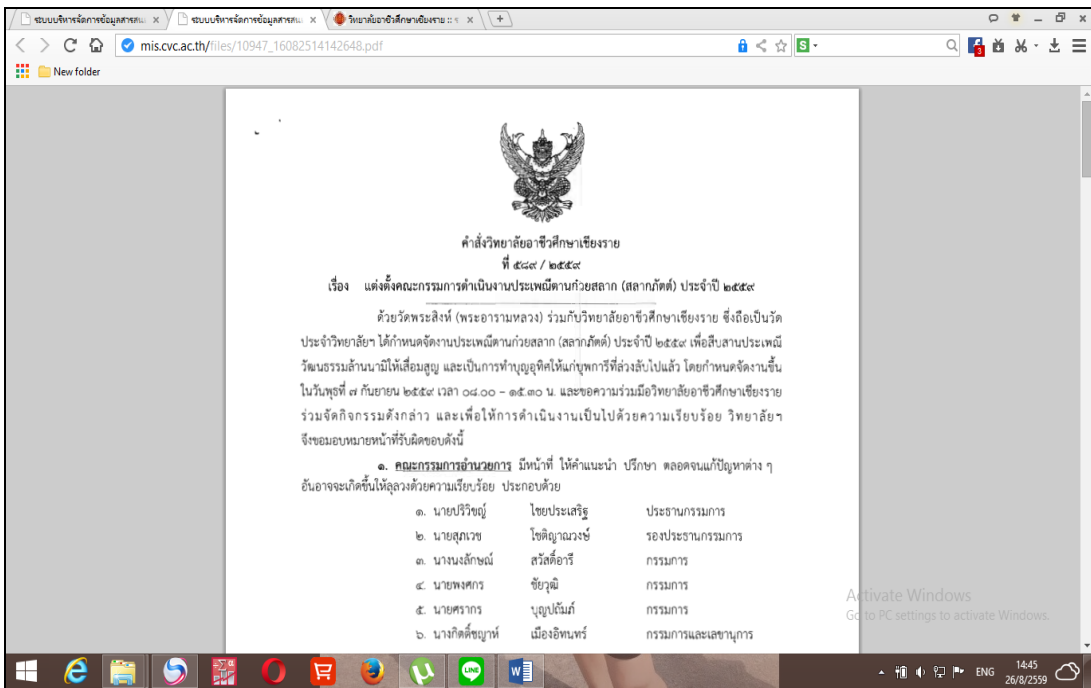 ระบบบริหารจัดการข้อมูลสารสน
ระบบบริหารจัดการข้อมูลสารสน
วิทยาลัยอาชีวศึกษาเชียงราย ::
mis.cvc.ac.th/files/10947_16082514142648.pdf
S
3
New folder
คำสั่งวิทยาลัยอาชีวศึกษาเชียงราย
ที่ ๕๘๙ / ๒๕๕๙
เรื่อง แต่งตั้งคณะกรรมการดำเนินงานประเพณีตานก๋วยสลาก (สลากภัตต์) ประจำปี ๒๕๕๙
ด้วยวัดพระสิงห์ (พระอารามหลวง) ร่วมกับวิทยาลัยอาชีวศึกษาเชียงราย ซึ่งถือเป็นวัด
ประจำวิทยาลัยฯ ได้กำหนดจัดงานประเพณีตานก๋วยสลาก (สลากภัตต์) ประจำปี ๒๕๕๙ เพื่อสืบสานประเพณี
วัฒนธรรมล้านนามิให้เสื่อมสูญ และเป็นการทำบุญอุทิศให้แก่บุพการีที่ล่วงลับไปแล้ว โดยกำหนดจัดงานขึ้น
ในวันพุธที่ ๗ กันยายน ๒๕๕๙ เวลา ๐๘.๐๐ – ๑๕.๓๐ น. และขอความร่วมมือวิทยาลัยอาชีวศึกษาเชียงราย
ร่วมจัดกิจกรรมดังกล่าว และเพื่อให้การดำเนินงานเป็นไปด้วยความเรียบร้อย วิทยาลัยฯ
จึงขอมอบหมายหน้าที่รับผิดชอบดังนี้
๑. คณะกรรมการอำนวยการ มีหน้าที่ ให้คำแนะนำ ปรึกษา ตลอดจนแก้ปัญหาต่าง ๆ
อันอาจจะเกิดขึ้นให้ลุล่วงด้วยความเรียบร้อย ประกอบด้วย
๑. นายปริวิชญ์ ไชยประเสริฐ ประธานกรรมการ
๒. นายสุภเวช โชติญาณวงษ์ รองประธานกรรมการ
๓. นางนงลักษณ์ สวัสดิ์อารี กรรมการ
๔. นายพงศกร ชัยวุฒิ กรรมการ
๕. นายศรากร บุญปถัมภ์ กรรมการ
๖. นางกิตติ์ชญาห์ เมืองอิทนทร์ กรรมการและเลขานุการ
Activate Windows
Go to PC settings to activate Windows.
LINE
ENG
14:45
26/8/2559